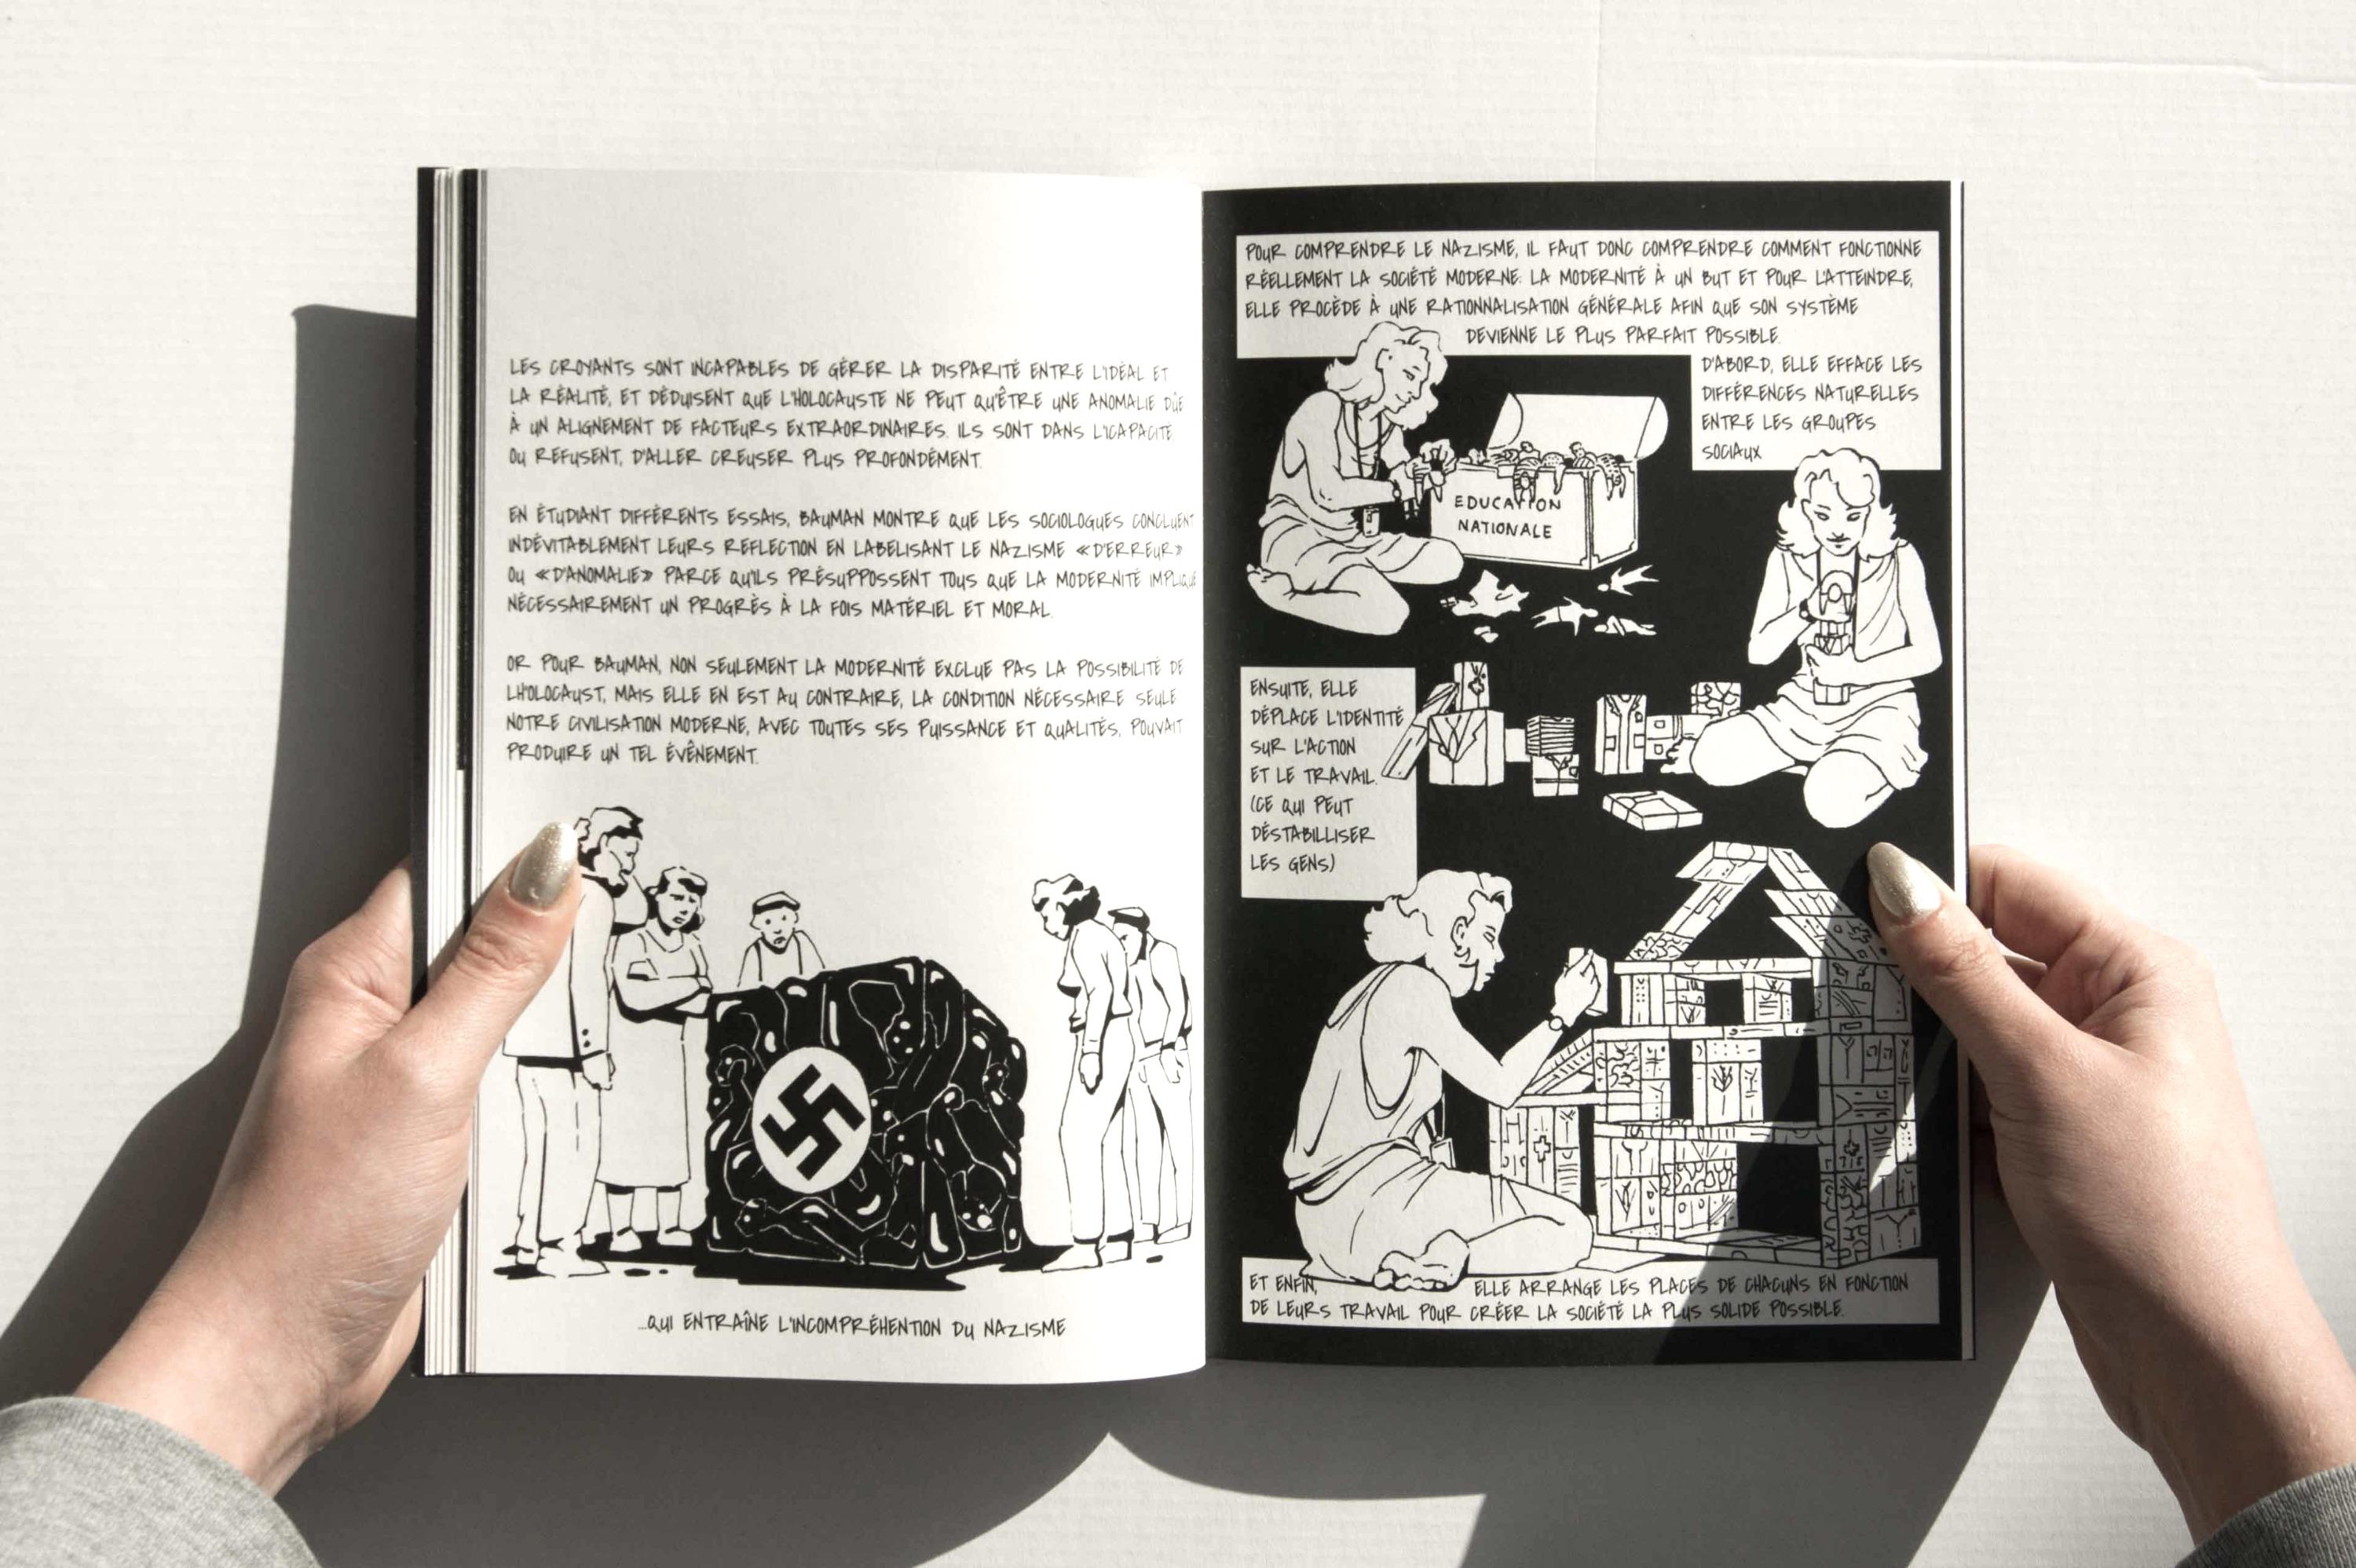 LES CROYANTS SONT INCAPABLES DE GÉRER LA DISPARITÉ ENTRE L'IDÉAL ET
LA RÉALITÉ, ET DÉDUISENT QUE L'HOLOCAUSTE NE PEUT QU'ÊTRE UNE ANOMALIE DÛE
À UN ALIGNEMENT DE FACTEURS EXTRAORDINAIRES. ILS SONT DANS L'ICAPACITÉ
OU REFUSENT, D'ALLER CREUSER PLUS PROFONDÉMENT.
EN ÉTUDIANT DIFFÉRENTS ESSAIS, BAUMAN MONTRE QUE LES SOCIOLOGUES CONCLUENT
INDÉVITABLEMENT LEURS REFLECTION EN LABELISANT LE NAZISME «D'ERREUR»
OU «D'ANOMALIE» PARCE QU'ILS PRÉSUPPOSSENT TOUS QUE LA MODERNITÉ IMPLIQUE
NÉCESSAIREMENT UN PROGRÈS À LA FOIS MATÉRIEL ET MORAL.
OR POUR BAUMAN, NON SEULEMENT LA MODERNITÉ EXCLUE PAS LA POSSIBILITÉ DE
LH'OLOCAUST, MAIS ELLE EN EST AU CONTRAIRE, LA CONDITION NÉCESSAIRE SEULE
NOTRE CIVILISATION MODERNE, AVEC TOUTES SES PUISSANCE ET QUALITÉS, POUVAIT
PRODUIRE UN TEL ÉVÊNEMENT.
...QUI ENTRAÎNE L'INCOMPRÉHENTION DU NAZISME
POUR COMPRENDRE LE NAZISME, IL FAUT DONC COMPRENDRE COMMENT FONCTIONNE
RÉELLEMENT LA SOCIÉTÉ MODERNE. LA MODERNITÉ À UN BUT ET POUR L'ATTEINDRE,
ELLE PROCÈDE À UNE RATIONNALISATION GÉNÉRALE AFIN QUE SON SYSTÈME
DEVIENNE LE PLUS PARFAIT POSSIBLE.
D'ABORD, ELLE EFFACE LES
DIFFÉRENCES NATURELLES
ENTRE LES GROUPES
SOCIAUX
EDUCATION
NATIONALE
ENSUITE, ELLE
DÉPLACE L'IDENTITÉ
SUR L'ACTION
ET LE TRAVAIL.
(CE QUI PEUT
DÉSTABILLISER
LES GENS)
ET ENFIN, ELLE ARRANGE LES PLACES DE CHACUNS EN FONCTION
DE LEURS TRAVAIL POUR CRÉER LA SOCIÉTÉ LA PLUS SOLIDE POSSIBLE.